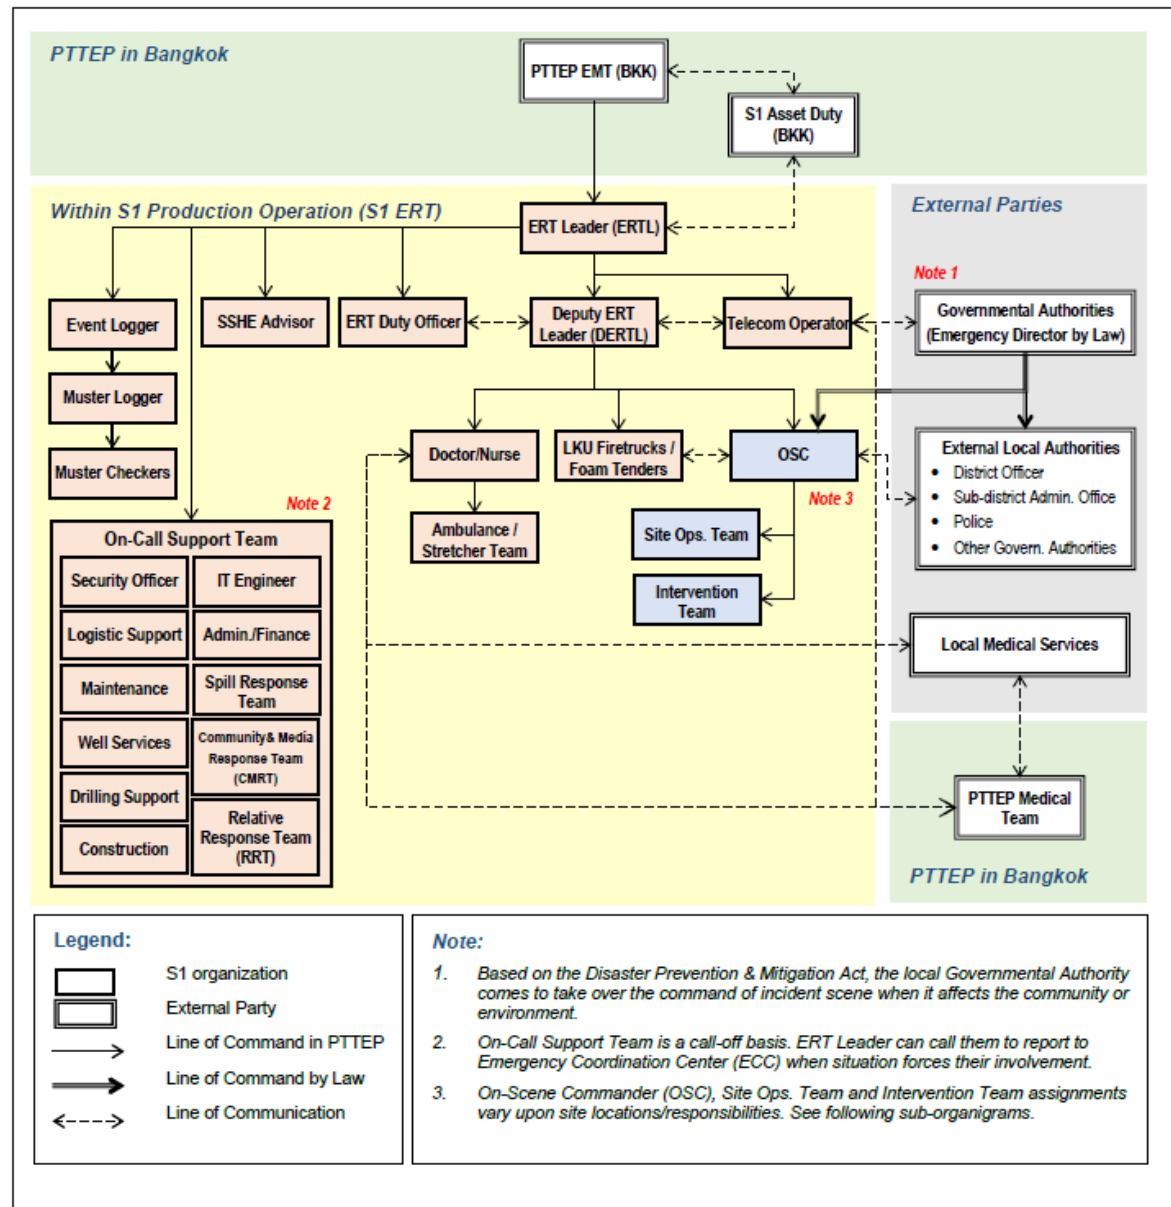 PTTEP in Bangkok
PTTEP EMT (BKK)
S1 Asset Duty
(BKK)
Within S1 Production Operation (S1 ERT)
ERT Leader (ERTL)
External Parties
Note 1
Event Logger
SSHE Advisor
ERT Duty Officer
Deputy ERT
Leader (DERTL)
Telecom Operator
Governmental Authorities
(Emergency Director by Law)
Muster Logger
Muster Checkers
Doctor/Nurse
LKU Firetrucks /
Foam Tenders
OSC
External Local Authorities
• District Officer
• Sub-district Admin. Office
• Police
• Other Govern. Authorities
Note 2
Note 3
Ambulance /
Stretcher Team
Site Ops. Team
Intervention
Team
On-Call Support Team
Security Officer
IT Engineer
Logistic Support
Admin./Finance
Maintenance
Spill Response
Team
Well Services
Community& Media
Response Team
(CMRT)
Drilling Support
Relative
Response Team
(RRT)
Construction
Local Medical Services
PTTEP Medical
Team
PTTEP in Bangkok
Legend:
S1 organization
External Party
Line of Command in PTTEP
Line of Command by Law
Line of Communication
Note:
1. Based on the Disaster Prevention & Mitigation Act, the local Governmental Authority
comes to take over the command of incident scene when it affects the community or
environment.
2. On-Call Support Team is a call-off basis. ERT Leader can call them to report to
Emergency Coordination Center (ECC) when situation forces their involvement.
3. On-Scene Commander (OSC), Site Ops. Team and Intervention Team assignments
vary upon site locations/responsibilities. See following sub-organigrams.